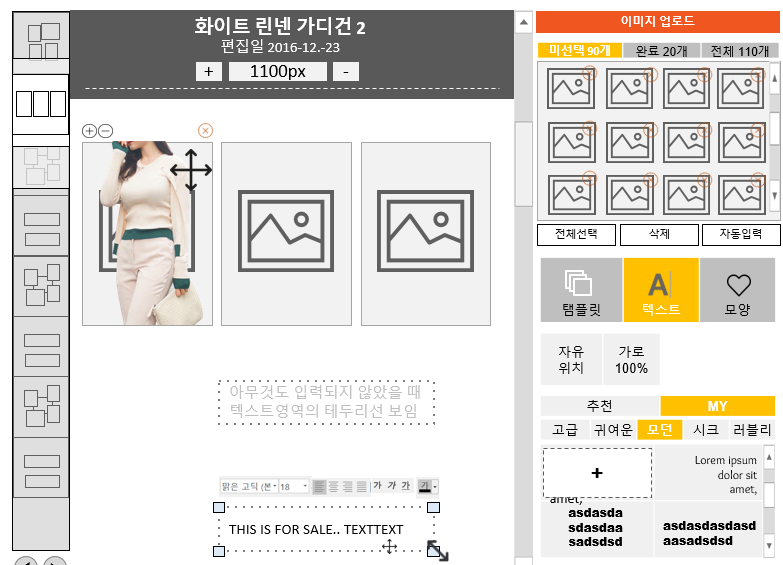 화이트 린넨 가디건 2
편집일 2016-12.-23
+ 1100px -
아무것도 입력되지 않았을 때
텍스트영역의 테두리선 보임
맑은 고딕 (본 18 가 가 가 가
THIS IS FOR SALE.. TEXTTEXT
이미지 업로드
미선택 90개 완료 20개 전체 110개
전체선택 삭제 자동입력
A
탬플릿 텍스트 모양
자유 가로
위치 100%
추천 MY
고급 귀여운 모던 시크 러블리
+
Lorem ipsum
dolor sit
amet,
amet,
asdasda
sdasdaa
sadsdsd
asdasdasdasd
aasadsdsd